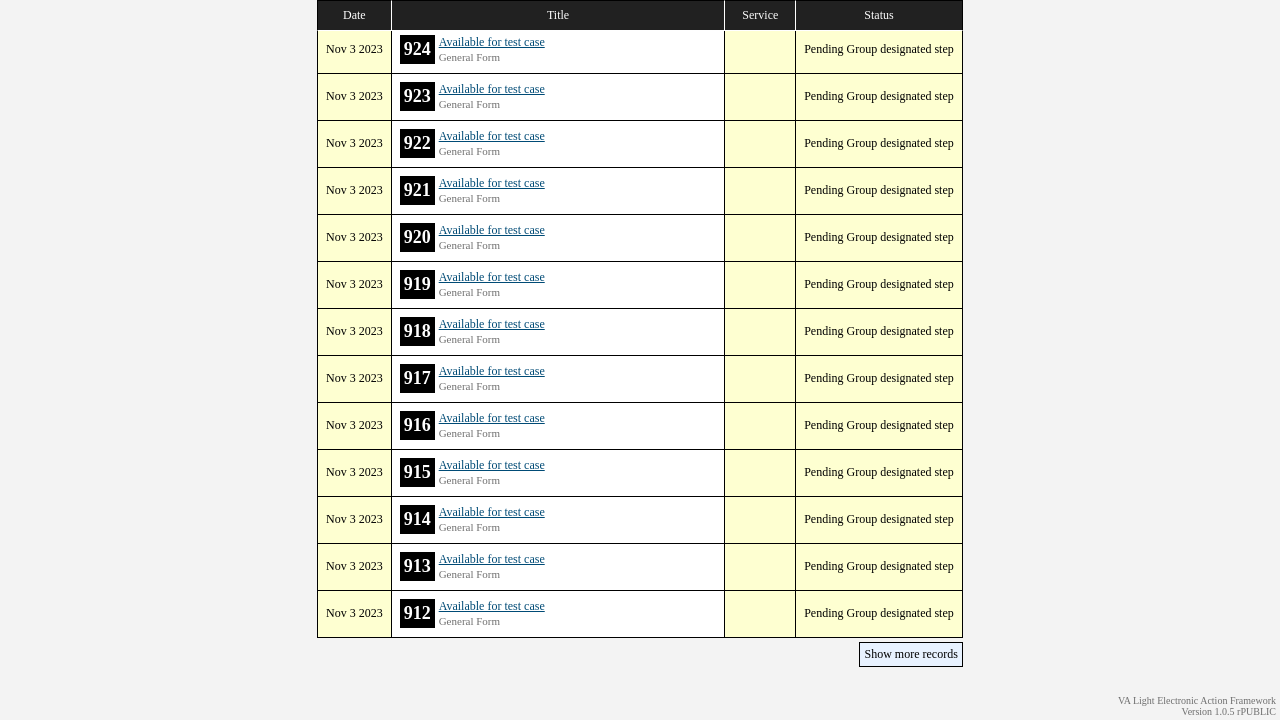 Date Title Service Status
Nov 3 2023 924 Available for test case Pending Group designated step
General Form
Nov 3 2023 923 Available for test case Pending Group designated step
General Form
Nov 3 2023 922 Available for test case Pending Group designated step
General Form
Nov 3 2023 921 Available for test case Pending Group designated step
General Form
Nov 3 2023 920 Available for test case Pending Group designated step
General Form
Nov 3 2023 919 Available for test case Pending Group designated step
General Form
Nov 3 2023 918 Available for test case Pending Group designated step
General Form
Nov 3 2023 917 Available for test case Pending Group designated step
General Form
Nov 3 2023 916 Available for test case Pending Group designated step
General Form
Nov 3 2023 915 Available for test case Pending Group designated step
General Form
Nov 3 2023 914 Available for test case Pending Group designated step
General Form
Nov 3 2023 913 Available for test case Pending Group designated step
General Form
Nov 3 2023 912 Available for test case Pending Group designated step
General Form
Show more records
VA Light Electronic Action Framework
Version 1.0.5 rPUBLIC